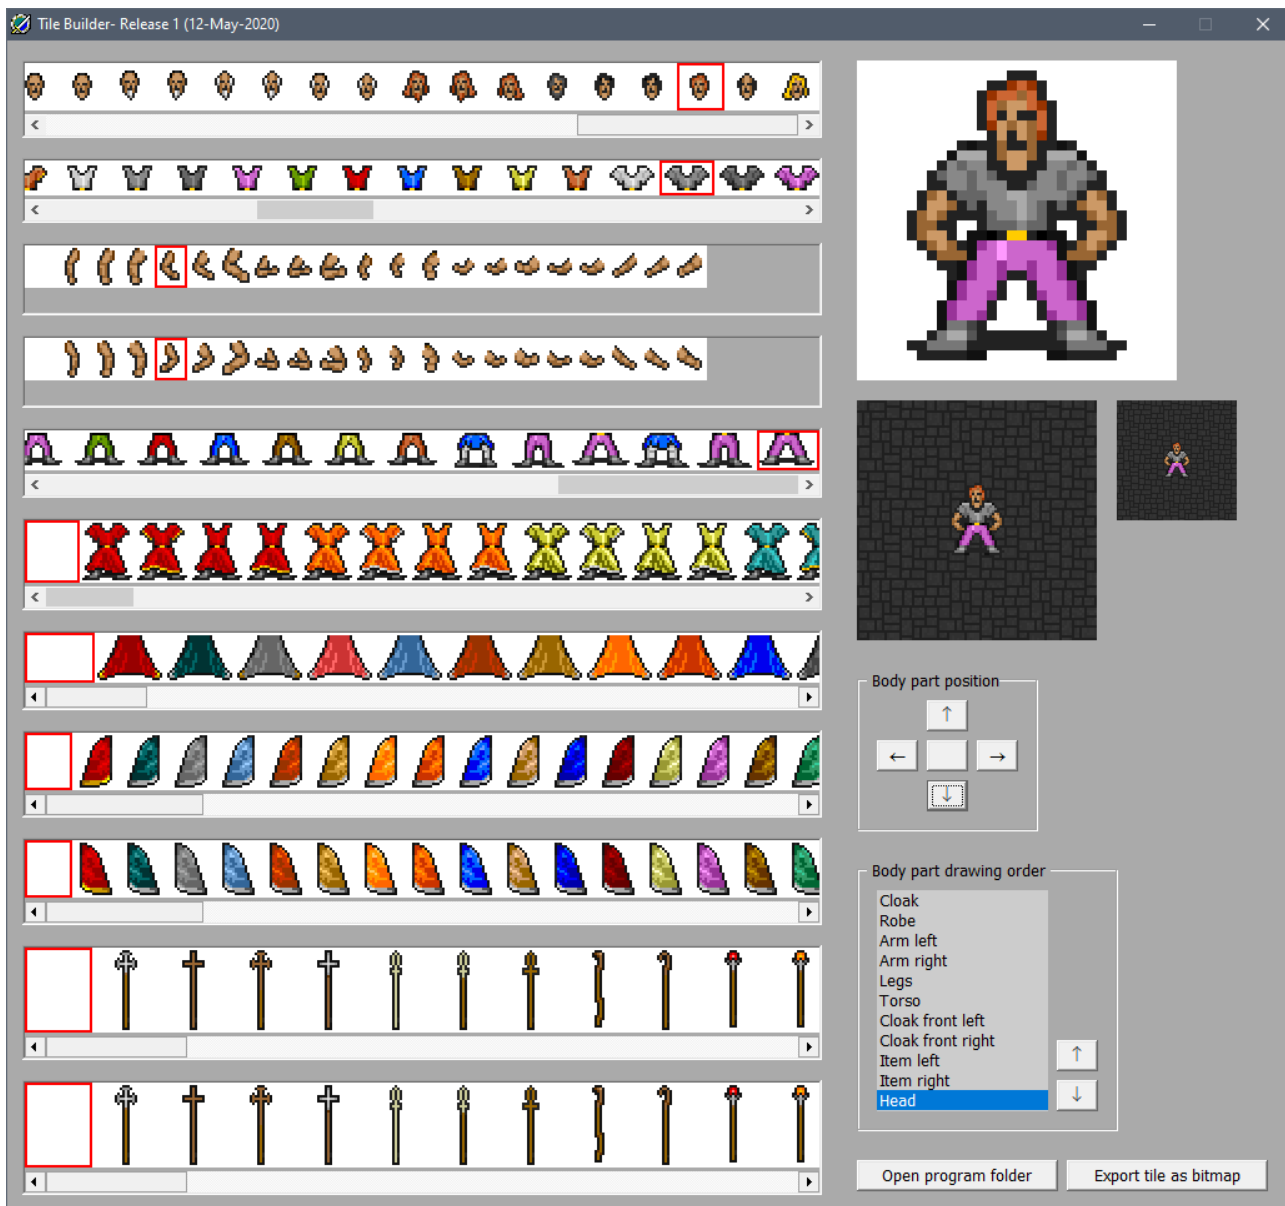 Tile Builder- Release 1 (12-May-2020)
Body part position
Body part drawing order
Cloak
Robe
Arm left
Arm right
Legs
Torso
Cloak front left
Cloak front right
Item left
Item right
Head
Open program folder
Export tile as bitmap